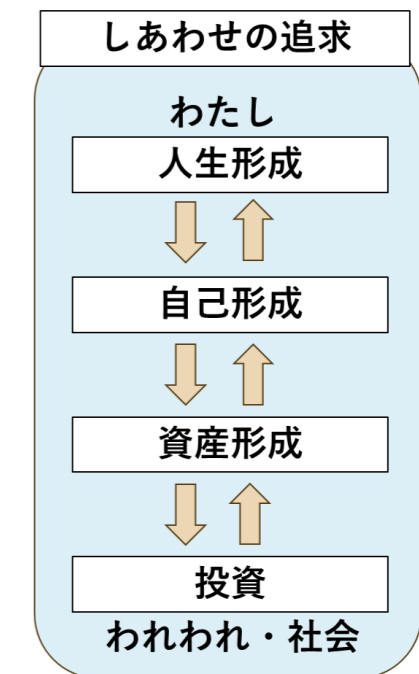 しあわせの追求
わたし
人生形成
自己形成
資産形成
投資
われわれ・社会